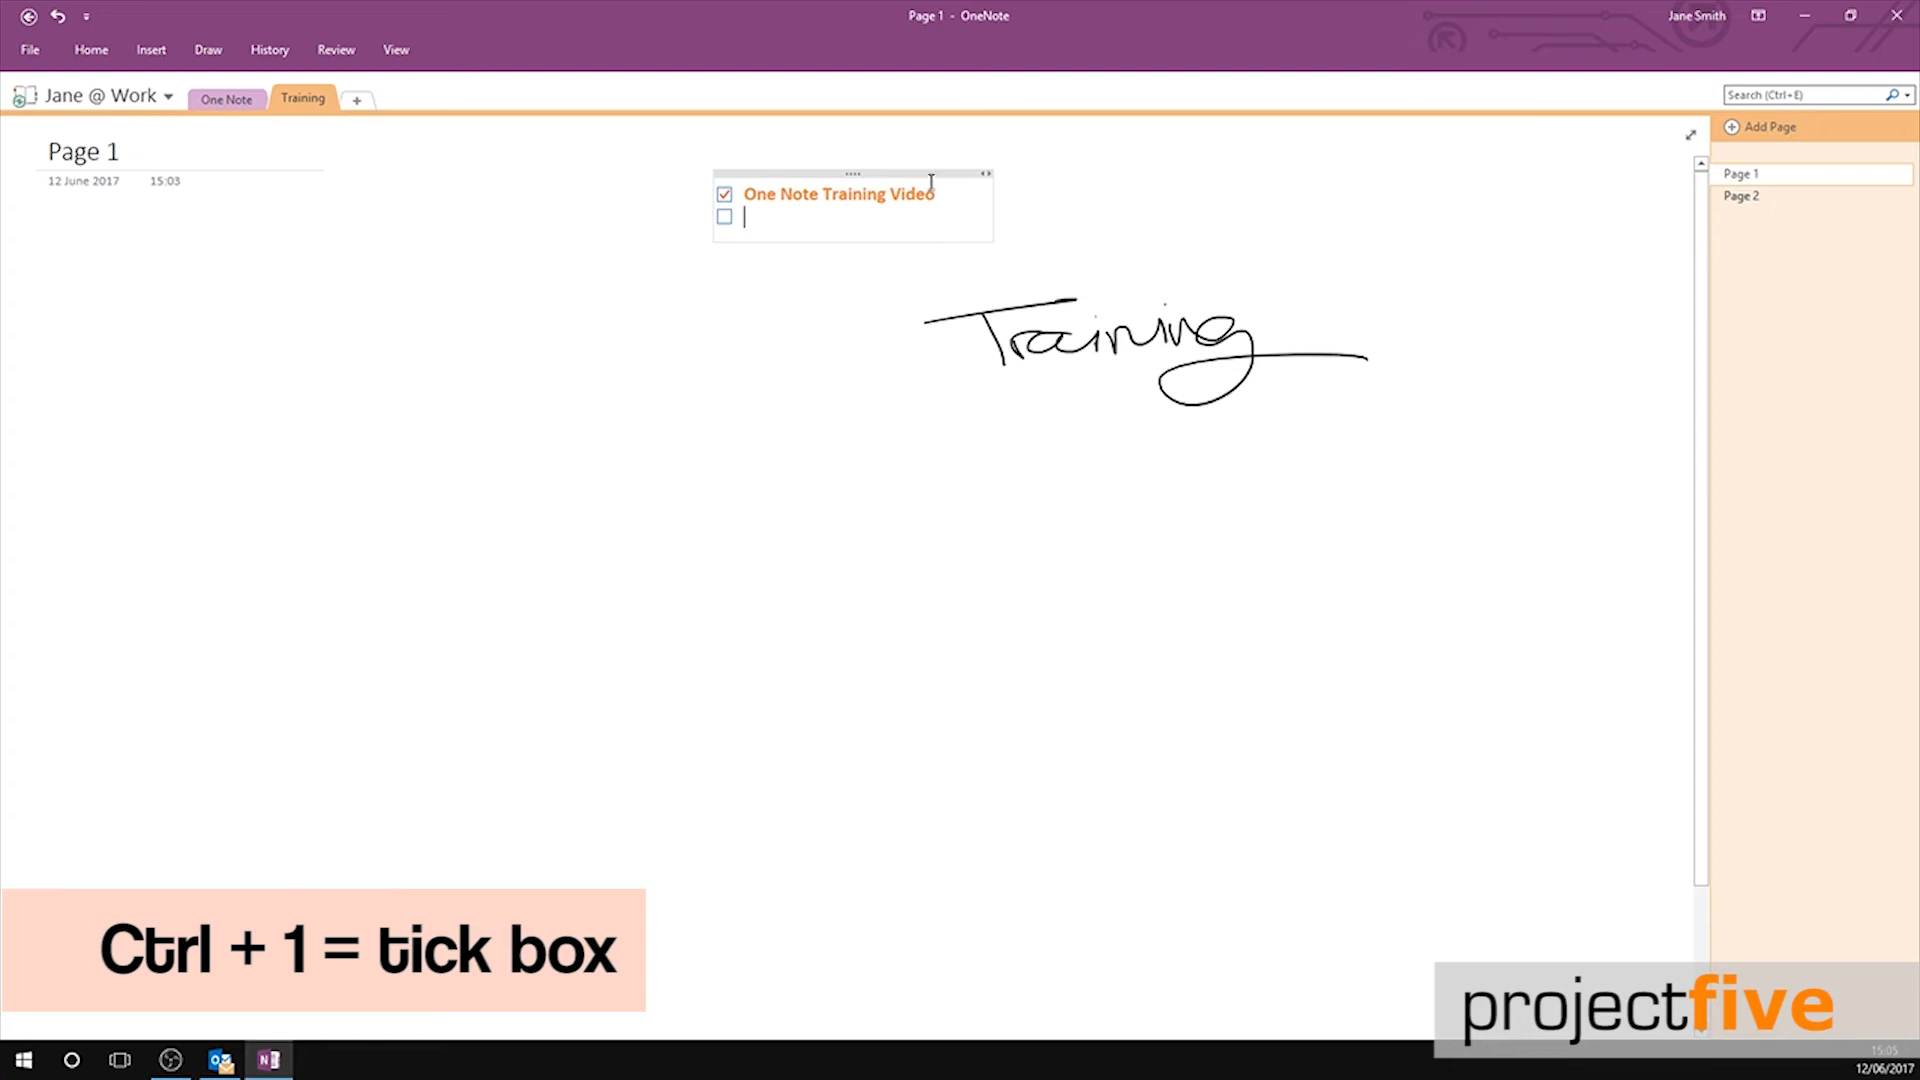 Page 1 - OneNote
Jane Smith
File Home Insert Draw History Review View
Jane @ Work
One Note
Training
Search (Ctrl+E)
Add Page
Page 1
12 June 2017 15:03
One Note Training Video
Training
Page 1
Page 2
Ctrl + 1 = tick box
projectfive
15:05
12/06/2017